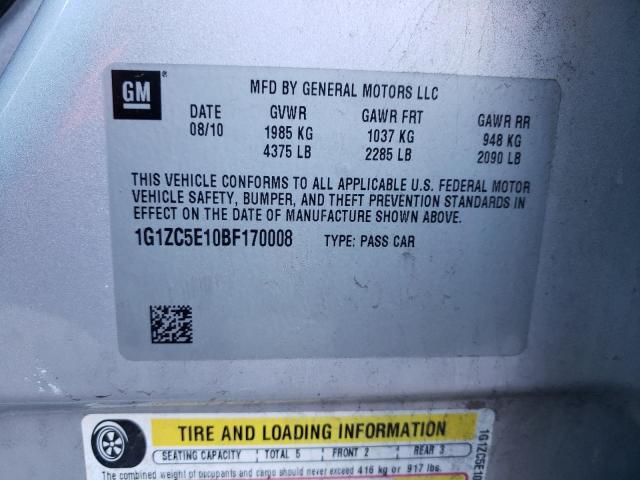 GM
®
MFD BY GENERAL MOTORS LLC
DATE GVWR GAWR FRT GAWR RR
08/10 1985 KG 1037 KG 948 KG
4375 LB 2285 LB 2090 LB
THIS VEHICLE CONFORMS TO ALL APPLICABLE U.S. FEDERAL MOTOR
VEHICLE SAFETY, BUMPER, AND THEFT PREVENTION STANDARDS IN
EFFECT ON THE DATE OF MANUFACTURE SHOWN ABOVE.
1G1ZC5E10BF170008 TYPE: PASS CAR
TIRE AND LOADING INFORMATION
SEATING CAPACITY TOTAL 5 FRONT 2 REAR 3
The combined weight of occupants and cargo should never exceed 416 kg or 917 lbs.
1G1ZC5E10